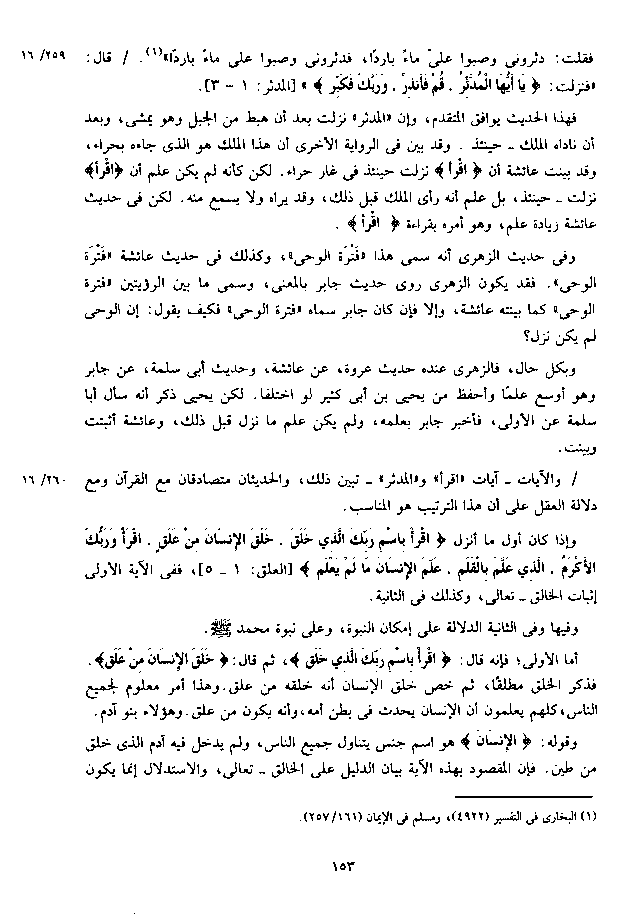 فقلت: دثرونى وصبوا علىّ ماءً باردًا، فدثرونى وصبوا على ماءً باردًا»(١). / قال: ١٦/٢٥٩
«فنزلت: ﴿ يَا أَيُّهَا الْمُدَّثِّرُ . قُمْ فَأَنذِرْ . وَرَبَّكَ فَكَبِّرْ ﴾ » [المدثر: ١ – ٣].
فهذا الحديث يوافق المتقدم، وإن «المدثر» نزلت بعد أن هبط من الجبل وهو يمشى، وبعد
أن ناداه الملك ـ حينئذ . وقد بين فى الرواية الأخرى أن هذا الملك هو الذى جاءه بحراء،
وقد بينت عائشة أن ﴿ اقْرَأْ ﴾ نزلت حينئذ فى غار حراء. لكن كأنه لم يكن علم أن ﴿اقْرَأْ﴾
نزلت ـ حينئذ، بل علم أنه رأى الملك قبل ذلك، وقد يراه ولا يسمع منه. لكن فى حديث
عائشة زيادة علم، وهو أمره بقراءة ﴿ اقْرَأْ ﴾ .
وفى حديث الزهرى أنه سمى هذا «فَتْرَة الوحى»، وكذلك فى حديث عائشة «فَتْرَة
الوحى». فقد يكون الزهرى روى حديث جابر بالمعنى، وسمى ما بين الرؤيتين «فترة
الوحى» كما بينته عائشة، وإلا فإن كان جابر سماه «فترة الوحى» فكيف يقول: إن الوحى
لم يكن نزل؟
وبكل حال، فالزهرى عنده حديث عروة، عن عائشة، وحديث أبى سلمة، عن جابر
وهو أوسع علمًا وأحفظ من يحيى بن أبى كثير لو اختلفا. لكن يحيى ذكر أنه سأل أبا
سلمة عن الأولى، فأخبر جابر بعلمه، ولم يكن علم ما نزل قبل ذلك، وعائشة أثبتت
وبينت.
/ والآيات ـ آيات «اقرأ» و«المدثر» ـ تبين ذلك، والحديثان متصادقان مع القرآن ومع ١٦/٢٦٠
دلالة العقل على أن هذا الترتيب هو المناسب.
وإذا كان أول ما أنزل ﴿ اقْرَأْ بِاسْمِ رَبِّكَ الَّذِي خَلَقَ . خَلَقَ الإِنسَانَ مِنْ عَلَقٍ . اقْرَأْ وَرَبُّكَ
الأَكْرَمُ . الَّذِي عَلَّمَ بِالْقَلَمِ . عَلَّمَ الإِنسَانَ مَا لَمْ يَعْلَمْ ﴾ [العلق: ١ – ٥]، ففى الآية الأولى
إثبات الخالق ـ تعالى، وكذلك فى الثانية.
وفيها وفى الثانية الدلالة على إمكان النبوة، وعلى نبوة محمد ﷺ.
أما الأولى؛ فإنه قال: ﴿ اقْرَأْ بِاسْمِ رَبِّكَ الَّذِي خَلَقَ ﴾، ثم قال: ﴿ خَلَقَ الإِنسَانَ مِنْ عَلَقٍ﴾.
فذكر الخلق مطلقًا، ثم خص خلق الإنسان أنه خلقه من علق.وهذا أمر معلوم لجميع
الناس،كلهم يعلمون أن الإنسان يحدث فى بطن أمه،وأنه يكون من علق.وهؤلاء بنو آدم.
وقوله: ﴿ الإِنسَانَ ﴾ هو اسم جنس يتناول جميع الناس، ولم يدخل فيه آدم الذى خلق
من طين. فإن المقصود بهذه الآية بيان الدليل على الخالق ـ تعالى، والاستدلال إنما يكون
(١) البخارى فى التفسير (٤٩٢٢)، ومسلم فى الإيمان (١٦١/ ٢٥٧).
١٥٣